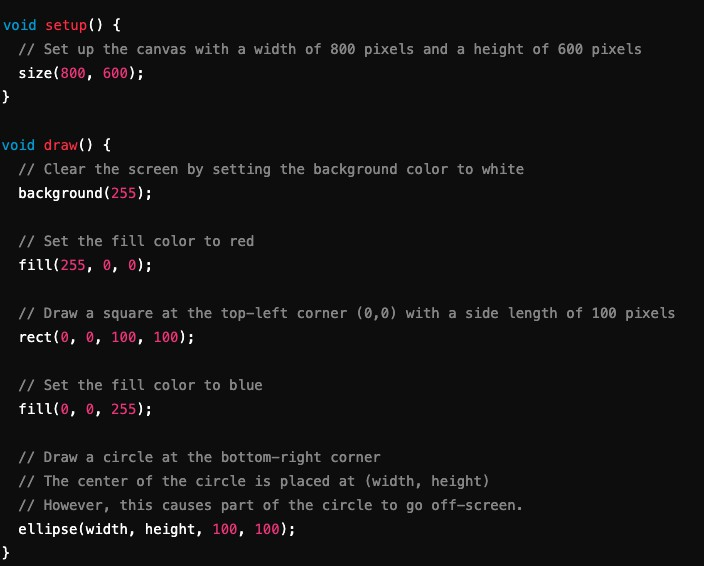 void setup() {
  // Set up the canvas with a width of 800 pixels and a height of 600 pixels
  size(800, 600);
}

void draw() {
  // Clear the screen by setting the background color to white
  background(255);

  // Set the fill color to red
  fill(255, 0, 0);

  // Draw a square at the top-left corner (0,0) with a side length of 100 pixels
  rect(0, 0, 100, 100);

  // Set the fill color to blue
  fill(0, 0, 255);

  // Draw a circle at the bottom-right corner
  // The center of the circle is placed at (width, height)
  // However, this causes part of the circle to go off-screen.
  ellipse(width, height, 100, 100);
}